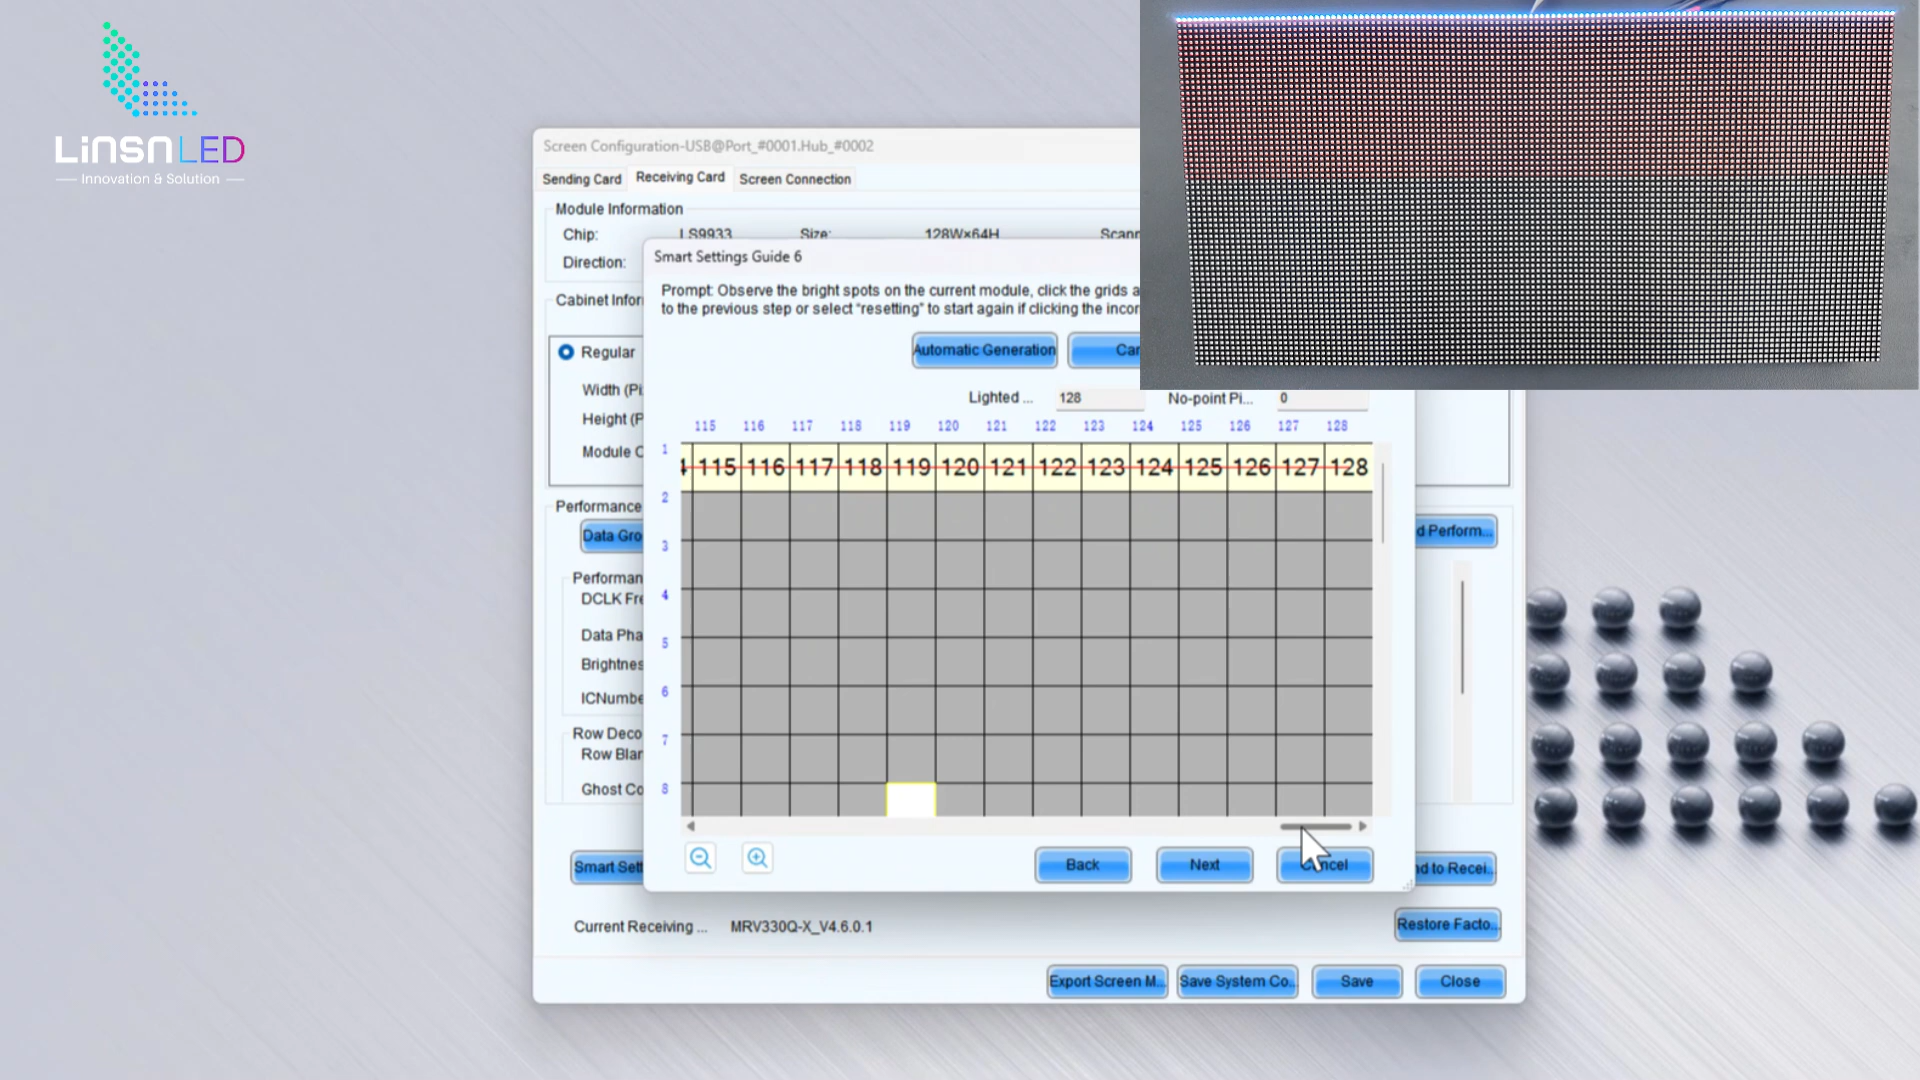 LINSN LED
Innovation & Solution
Screen Configuration-USB@Port_#0001.Hub_#0002
Sending Card Receiving Card Screen Connection
Module Information
Chip: LS9933 Size: 128W×64H Scann
Direction:
Cabinet Infor
Regular
Width (Pi
Height (P
Module C
Performance
Data Gro
d Perform...
Performan
DCLK Fre
Data Pha
Brightnes
ICNumbe
Row Deco
Row Blan
Ghost Co
Smart Sett
nd to Recei...
Current Receiving ... MRV330Q-X_V4.6.0.1
Restore Facto...
Export Screen M... Save System Co... Save Close
Smart Settings Guide 6
Prompt: Observe the bright spots on the current module, click the grids a
to the previous step or select "resetting" to start again if clicking the incor
Automatic Generation Can
Lighted ... 128 No-point Pi... 0
115 116 117 118 119 120 121 122 123 124 125 126 127 128
1 4 115 116 117 118 119 120 121 122 123 124 125 126 127 128
2
3
4
5
6
7
8
Back Next Cancel